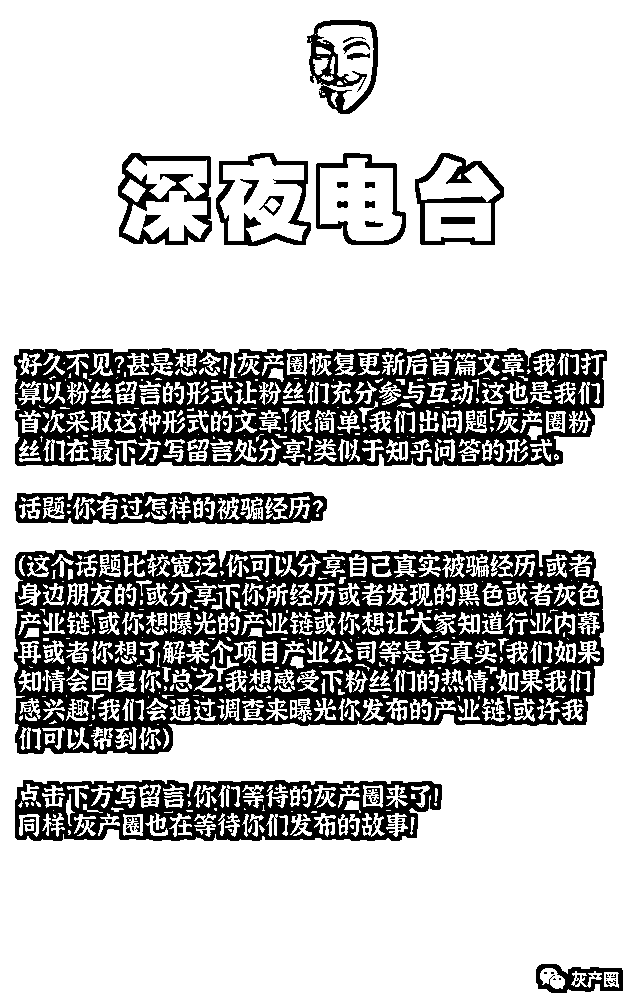 深夜电台
好久不见?甚是想念! 灰产圈恢复更新后首篇文章,我们打
算以粉丝留言的形式让粉丝们充分参与互动,这也是我们
首次采取这种形式的文章,很简单,我们出问题,灰产圈粉
丝们在最下方写留言处分享,类似于知乎问答的形式。
话题:你有过怎样的被骗经历?
(这个话题比较宽泛,你可以分享自己真实被骗经历,或者
身边朋友的,或分享下你所经历或者发现的黑色或者灰色
产业链,或你想曝光的产业链或你想让大家知道行业内幕
再或者你想了解某个项目产业公司等是否真实,我们如果
知情会回复你,总之,我想感受下粉丝们的热情,如果我们
感兴趣,我们会通过调查来曝光你发布的产业链,或许我
们可以帮到你)
点击下方写留言,你们等待的灰产圈来了!
同样,灰产圈也在等待你们发布的故事!
灰产圈